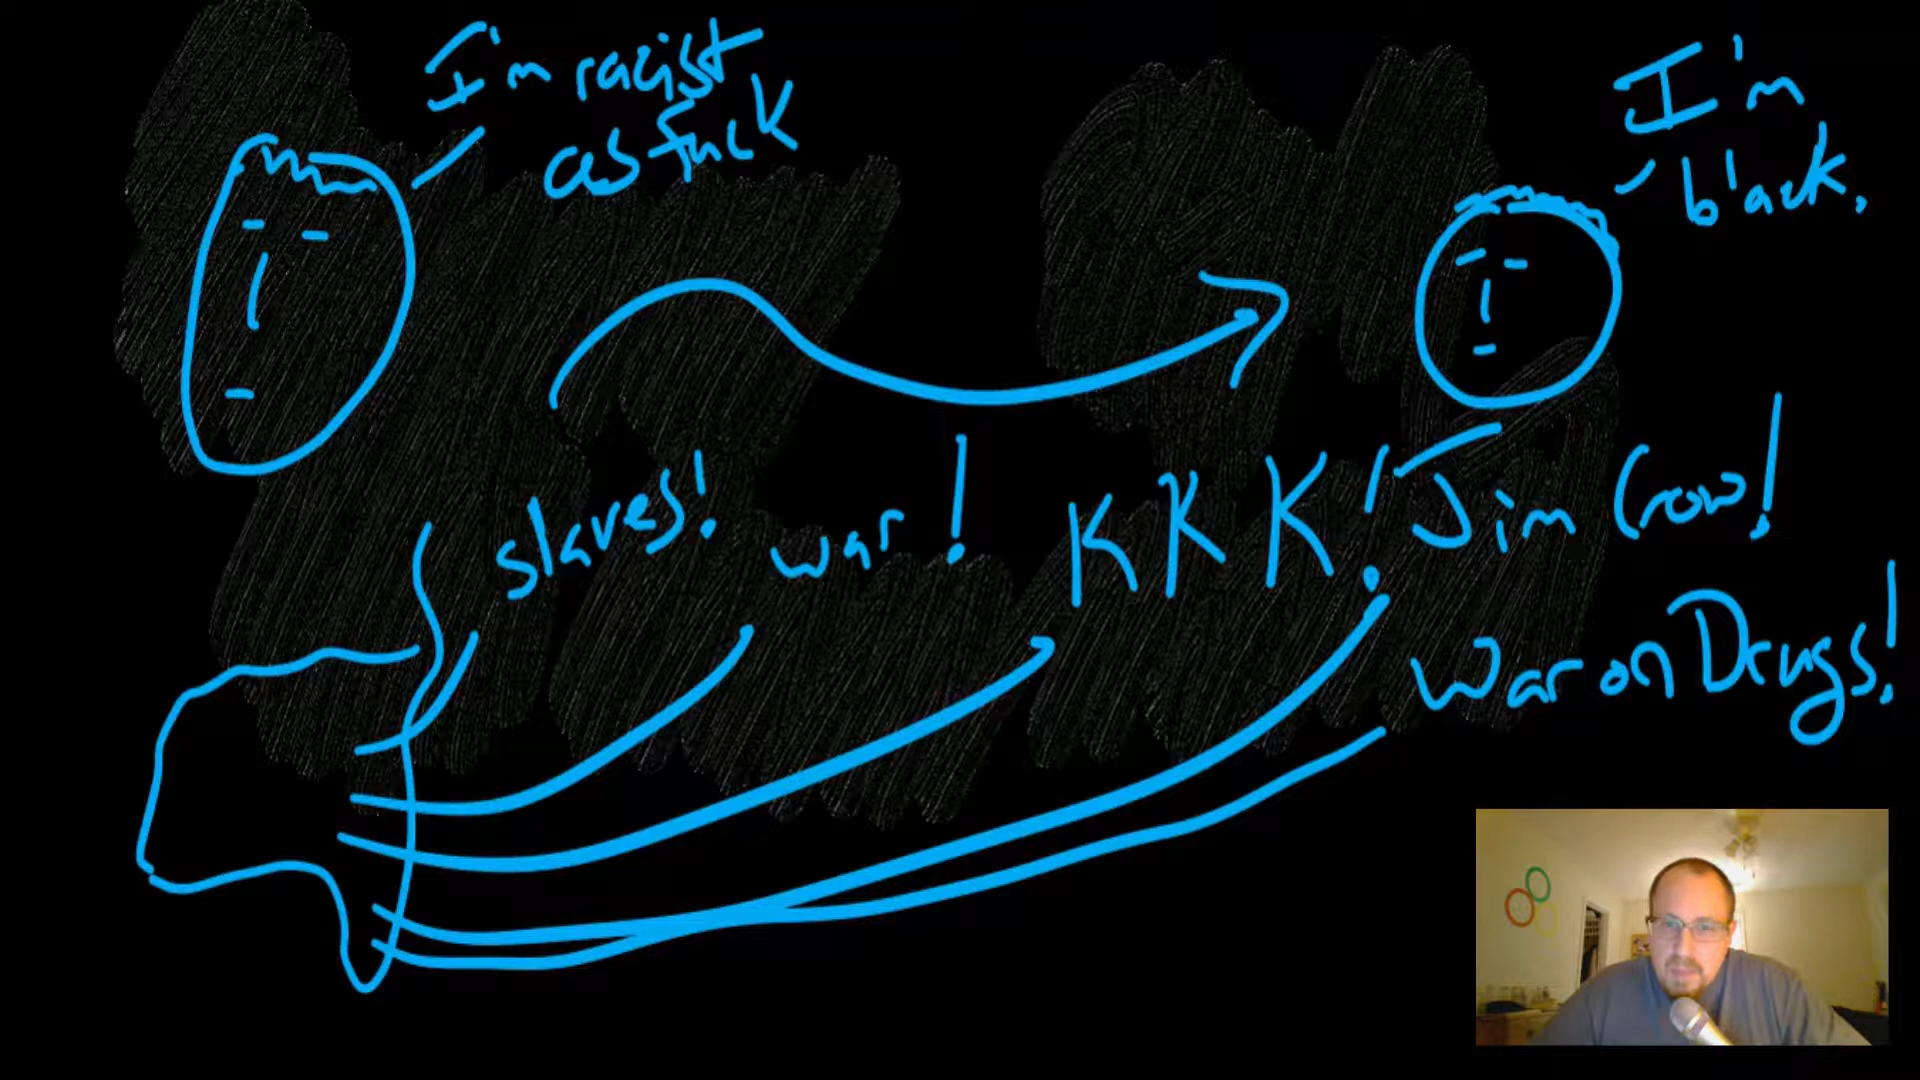 I'm racist
as fuck
I'm
black.
slaves! war! KKK! Jim Crow!
War on Drugs!